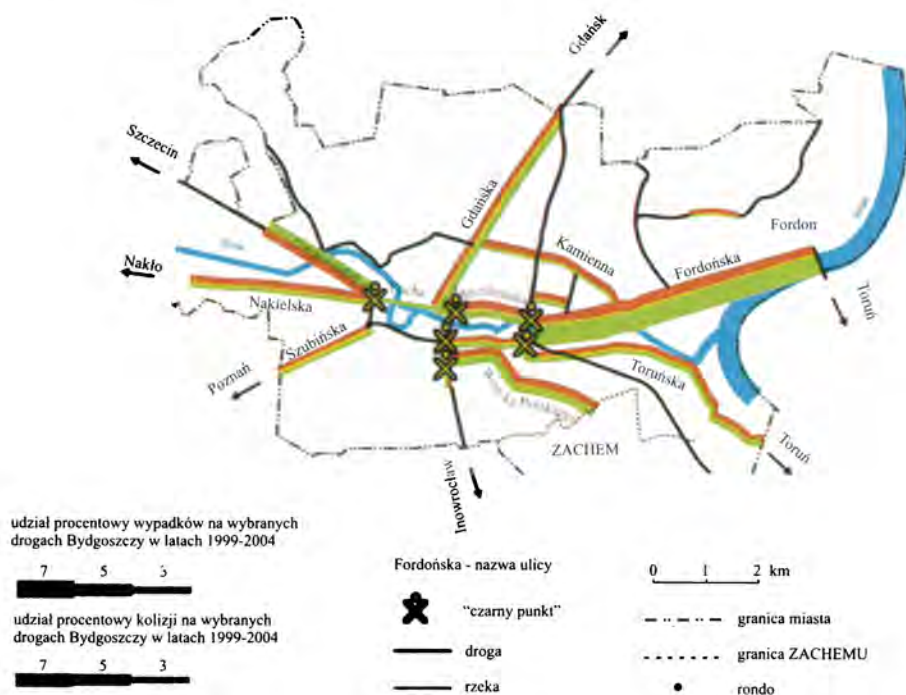 Gdańsk
Szczecin
Gdańska
Kamienna
Fordon
Fordońska
Nakło
Nakielska
Szubińska
Toruń
Poznań
Toruńska
ZACHEM
Toruń
Inowrocław
udział procentowy wypadków na wybranych
drogach Bydgoszczy w latach 1999-2004
7 5 3
udział procentowy kolizji na wybranych
drogach Bydgoszczy w latach 1999-2004
7 5 3
Fordońska - nazwa ulicy
"czarny punkt"
droga
rzeka
0 1 2 km
granica miasta
granica ZACHEMU
rondo